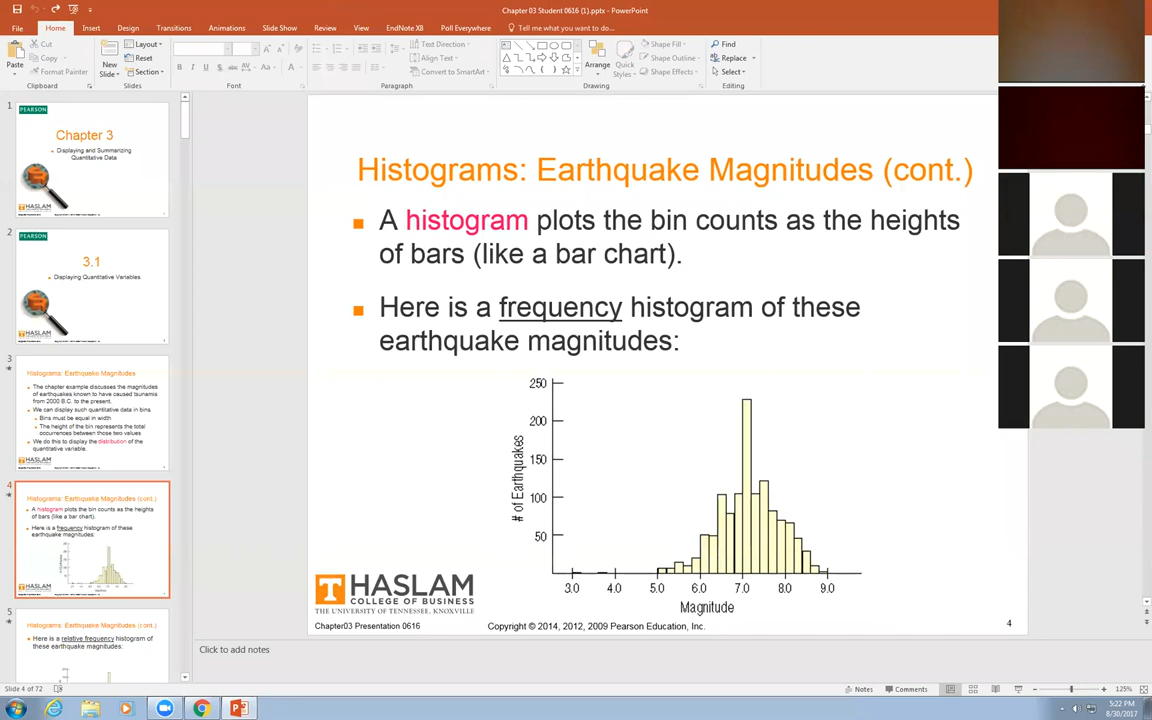 Chapter 03 Student 0616 (1).pptx - PowerPoint
File Home Insert Design Transitions Animations Slide Show Review View EndNote X8 Poll Everywhere Tell me what you want to do...
Paste
Cut
Copy
Format Painter
New Slide
Layout
Reset
Section
B I U S
Text Direction
Align Text
Convert to SmartArt
Arrange
Quick Styles
Shape Fill
Shape Outline
Shape Effects
Find
Replace
Select
Clipboard Slides Font Paragraph Drawing Editing
1
PEARSON
Chapter 3
Displaying and Summarizing
Quantitative Data
HASLAM
2
PEARSON
3.1
Displaying Quantitative Variables
HASLAM
3
Histograms: Earthquake Magnitudes
The chapter example discusses the magnitudes
of earthquakes known to have caused tsunamis
from 2000 B.C. to the present.
We can display such quantitative data in bins
Bins must be equal in width
The height of the bin represents the total
occurrences between those two values
We do this to display the distribution of the
quantitative variable.
HASLAM
4
Histograms: Earthquake Magnitudes (cont.)
A histogram plots the bin counts as the heights
of bars (like a bar chart).
Here is a frequency histogram of these
earthquake magnitudes:
HASLAM
5
Histograms: Earthquake Magnitudes (cont.)
Here is a relative frequency histogram of
these earthquake magnitudes:
Histograms: Earthquake Magnitudes (cont.)
A histogram plots the bin counts as the heights
of bars (like a bar chart).
Here is a frequency histogram of these
earthquake magnitudes:
250
200
150
100
50
# of Earthquakes
3.0 4.0 5.0 6.0 7.0 8.0 9.0
Magnitude
T HASLAM
COLLEGE OF BUSINESS
THE UNIVERSITY OF TENNESSEE, KNOXVILLE
Chapter03 Presentation 0616
Copyright © 2014, 2012, 2009 Pearson Education, Inc.
4
Click to add notes
Slide 4 of 72
Notes
Comments
125%
5:22 PM
8/30/2017